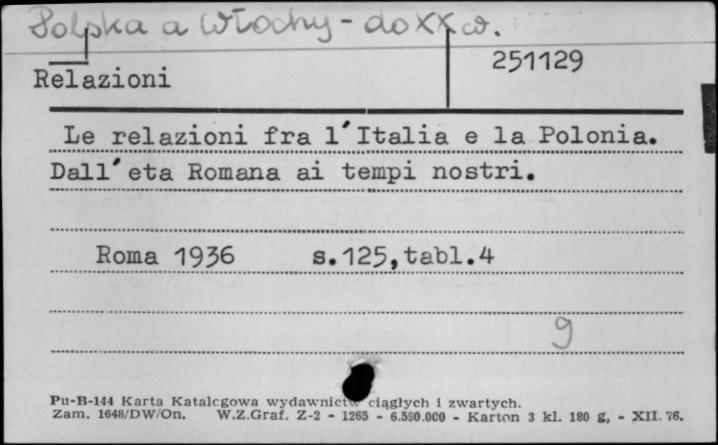 Polska a Włochy - do XX w.
251129
Relazioni
Le relazioni fra l'Italia e la Polonia.
Dall'eta Romana ai tempi nostri.
Roma 1936 s.125,tabl.4
9
Pu-B-144 Karta Katalcgowa wydawnictw ciągłych i zwartych.
Zam. 1648/DW/On. W.Z.Graf. Z-2 - 1265 - 6.590.000 - Karton 3 kl. 180 g, - XII. 76.